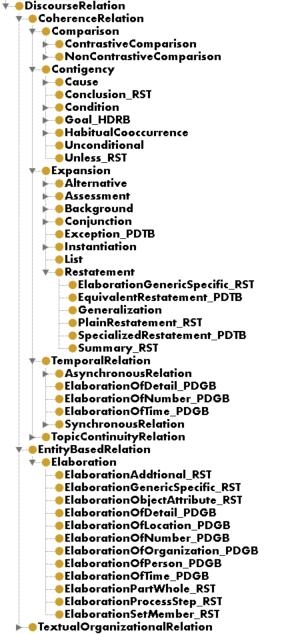 DiscourseRelation
CoherenceRelation
Comparison
ContrastiveComparison
NonContrastiveComparison
Contigency
Cause
Conclusion_RST
Condition
Goal_HDRB
HabitualCooccurrence
Unconditional
Unless_RST
Expansion
Alternative
Assessment
Background
Conjunction
Exception_PDTB
Instantiation
List
Restatement
ElaborationGenericSpecific_RST
EquivalentRestatement_PDTB
Generalization
PlainRestatement_RST
SpecializedRestatement_PDTB
Summary_RST
TemporalRelation
AsynchronousRelation
ElaborationOfDetail_PDGB
ElaborationOfNumber_PDGB
ElaborationOfTime_PDGB
SynchronousRelation
TopicContinuityRelation
EntityBasedRelation
Elaboration
ElaborationAddtional_RST
ElaborationGenericSpecific_RST
ElaborationObjectAttribute_RST
ElaborationOfDetail_PDGB
ElaborationOfLocation_PDGB
ElaborationOfNumber_PDGB
ElaborationOfOrganization_PDGB
ElaborationOfPerson_PDGB
ElaborationOfTime_PDGB
ElaborationPartWhole_RST
ElaborationProcessStep_RST
ElaborationSetMember_RST
TextualOrganizationalRelation